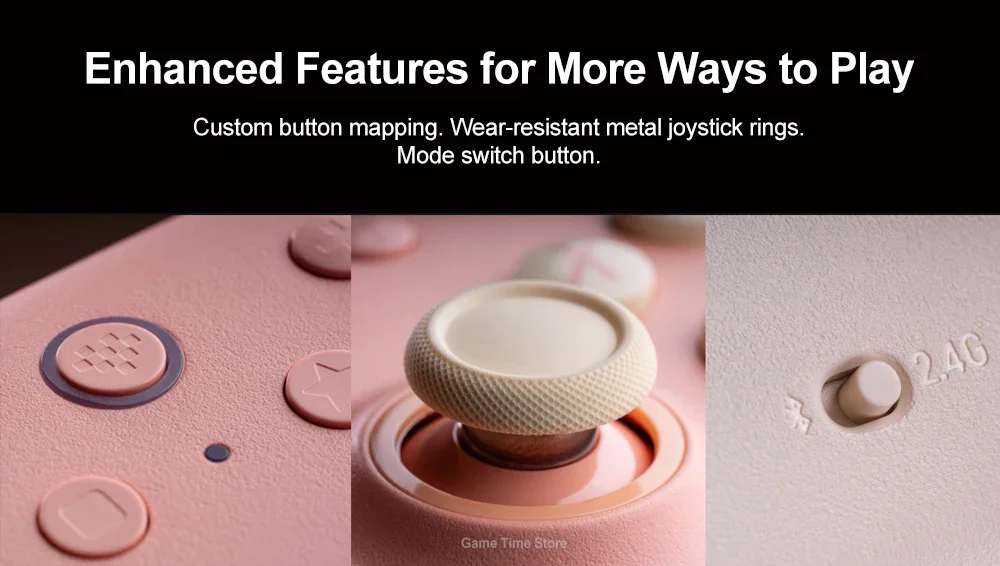 Enhanced Features for More Ways to Play
Custom button mapping. Wear-resistant metal joystick rings.
Mode switch button.
2.4G
Game Time Store